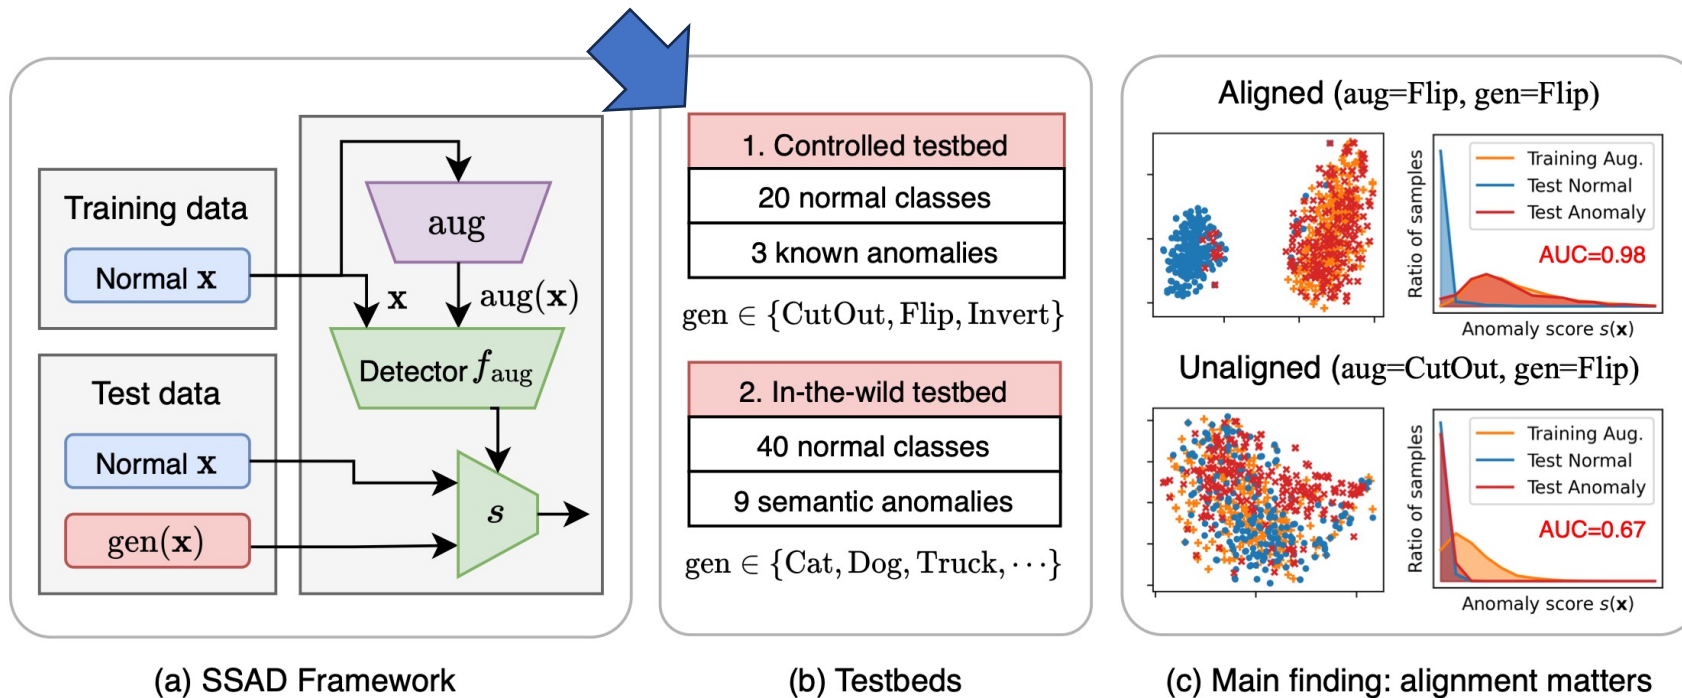 Training data
Normal x
aug
x
aug(x)
Detector f_aug
Test data
Normal x
gen(x)
s
(a) SSAD Framework
1. Controlled testbed
20 normal classes
3 known anomalies
gen ∈ {CutOut, Flip, Invert}
2. In-the-wild testbed
40 normal classes
9 semantic anomalies
gen ∈ {Cat, Dog, Truck, ⋯}
(b) Testbeds
Aligned (aug=Flip, gen=Flip)
Ratio of samples
Training Aug.
Test Normal
Test Anomaly
AUC=0.98
Anomaly score s(x)
Unaligned (aug=CutOut, gen=Flip)
Ratio of samples
Training Aug.
Test Normal
Test Anomaly
AUC=0.67
Anomaly score s(x)
(c) Main finding: alignment matters